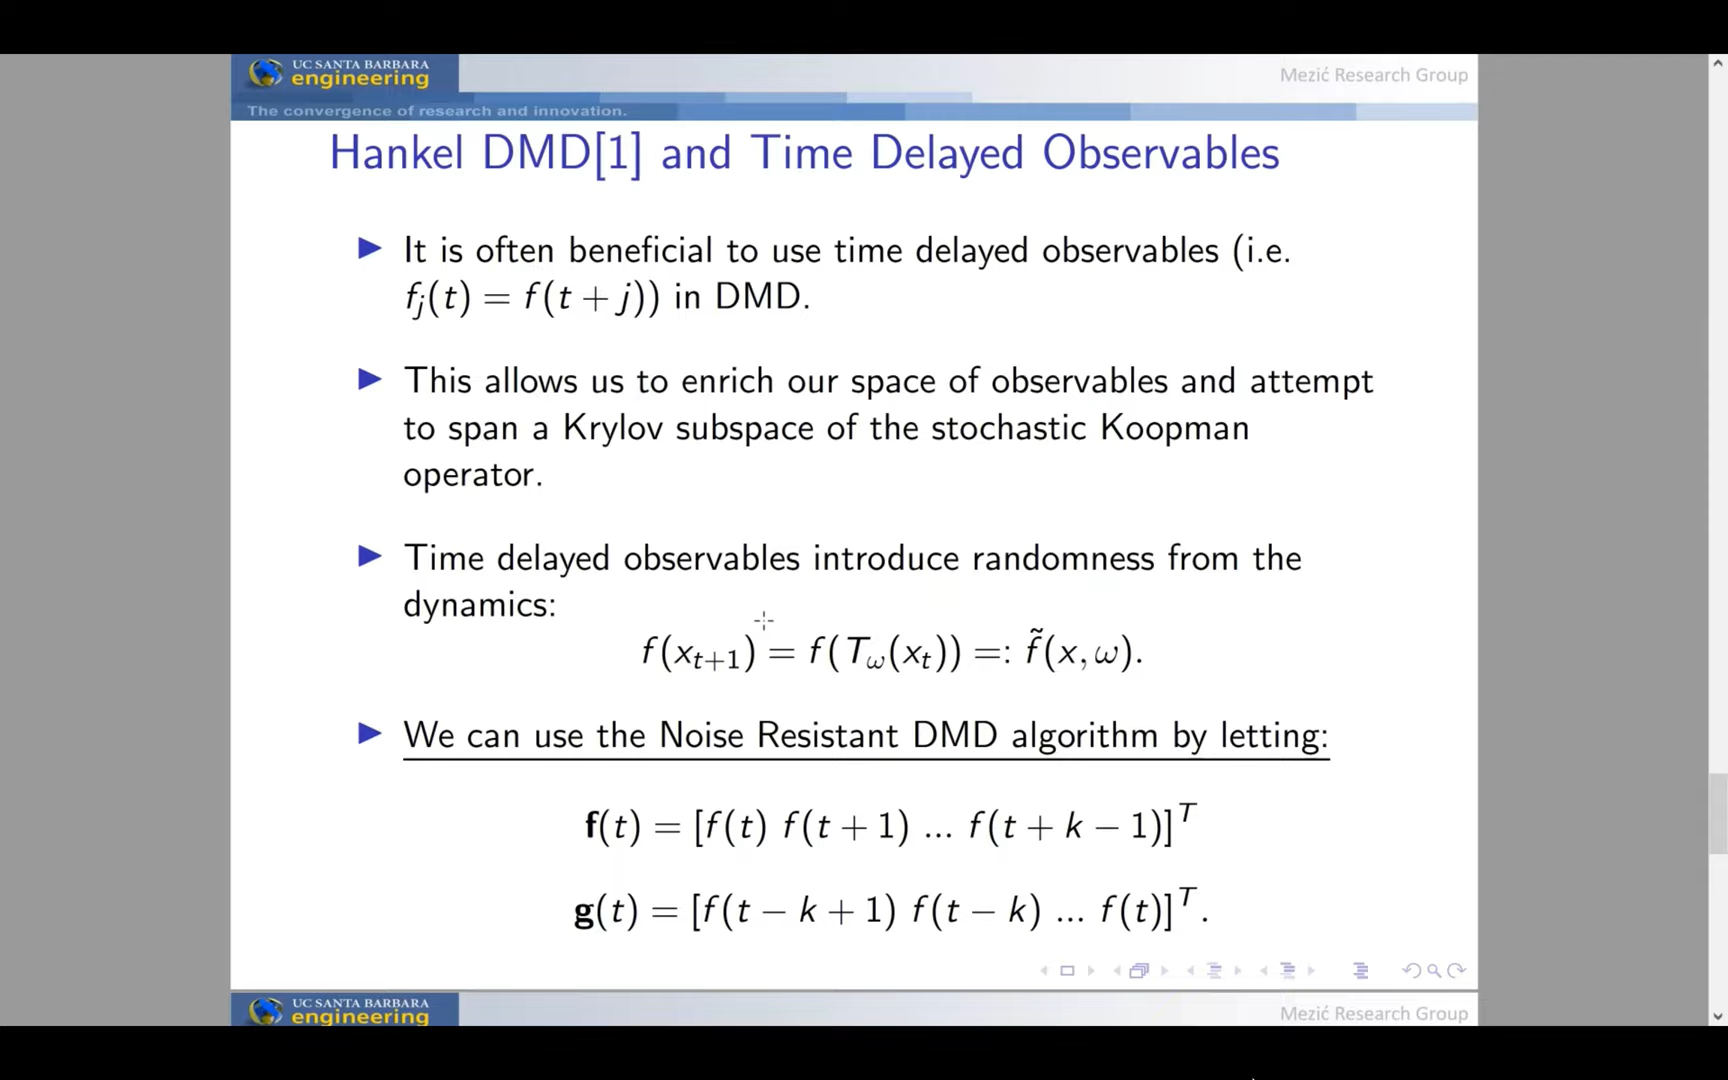 UC SANTA BARBARA
engineering
Mezić Research Group
The convergence of research and innovation.
Hankel DMD[1] and Time Delayed Observables
It is often beneficial to use time delayed observables (i.e.
f_j(t) = f(t + j)) in DMD.
This allows us to enrich our space of observables and attempt
to span a Krylov subspace of the stochastic Koopman
operator.
Time delayed observables introduce randomness from the
dynamics:
f(x_{t+1}) = f(T_ω(x_t)) =: f̃(x, ω).
We can use the Noise Resistant DMD algorithm by letting:
f(t) = [f(t) f(t + 1) ... f(t + k − 1)]^T
g(t) = [f(t − k + 1) f(t − k) ... f(t)]^T.
UC SANTA BARBARA
engineering
Mezić Research Group